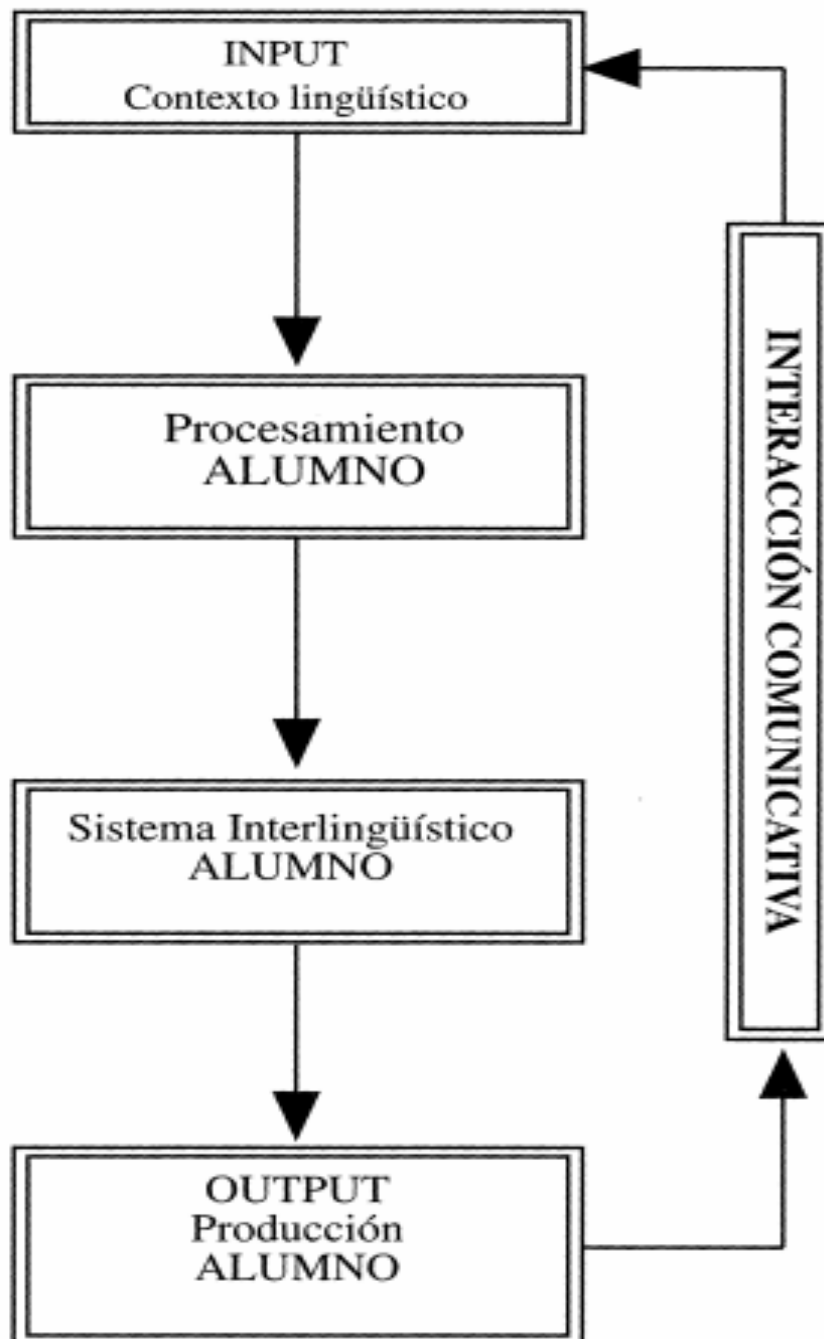 INPUT
Contexto lingüístico
Procesamiento
ALUMNO
Sistema Interlingüístico
ALUMNO
OUTPUT
Producción
ALUMNO
INTERACCIÓN COMUNICATIVA